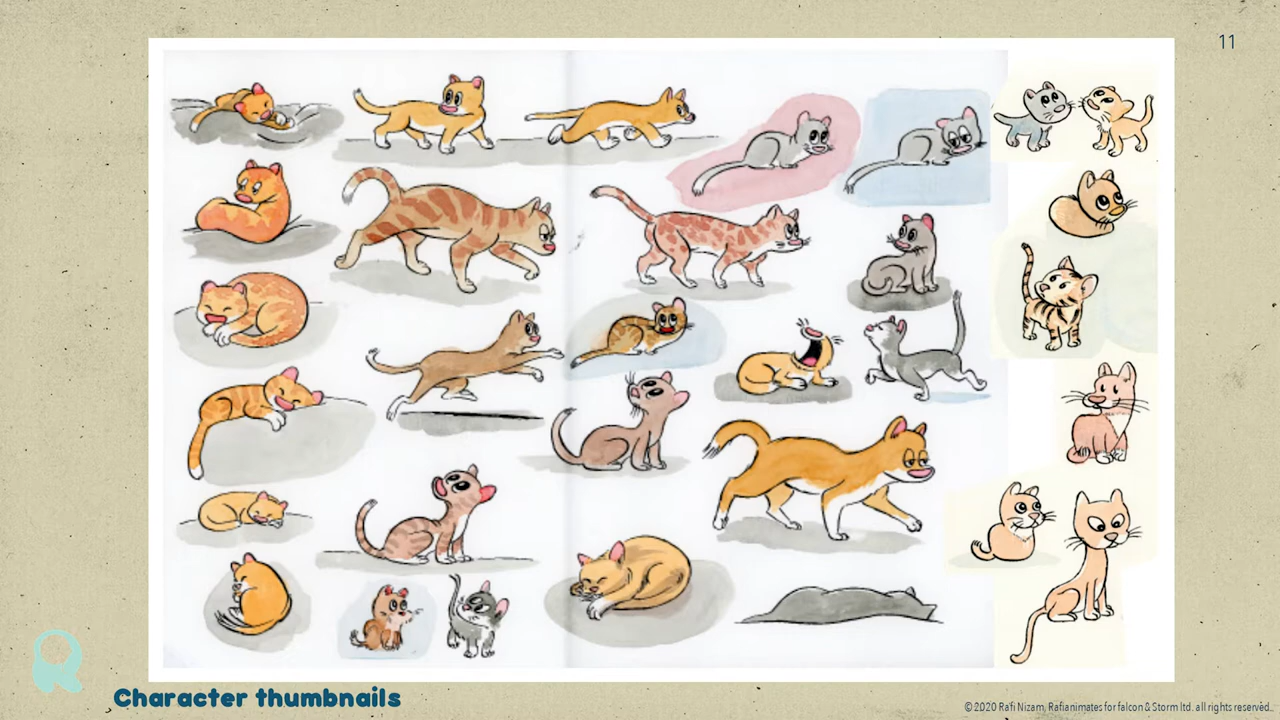 11
Character thumbnails
© 2020 Rafi Nizam, Rafianimates for falcon & Storm ltd. all rights reserved..